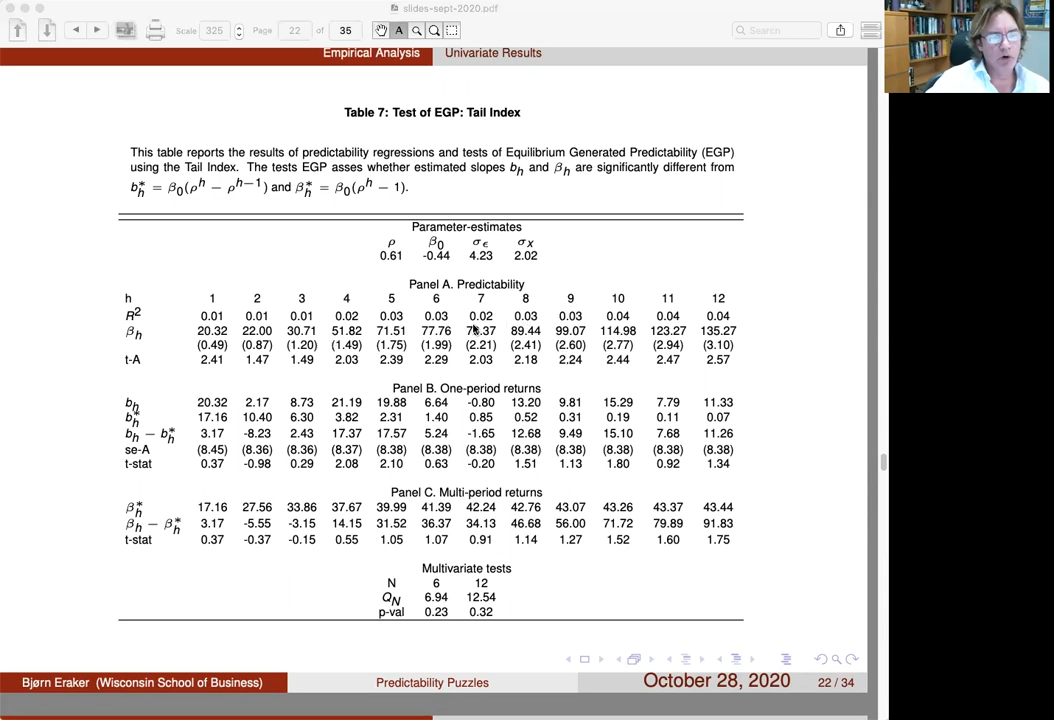 slides-sept-2020.pdf
Scale 325 Page 22 of 35 Search
Empirical Analysis Univariate Results
Table 7: Test of EGP: Tail Index
This table reports the results of predictability regressions and tests of Equilibrium Generated Predictability (EGP)
using the Tail Index. The tests EGP asses whether estimated slopes b_h and β_h are significantly different from
b*_h = β_0(ρ^h − ρ^{h−1}) and β*_h = β_0(ρ^h − 1).
Parameter-estimates
ρ β_0 σ_ε σ_x
0.61 -0.44 4.23 2.02
Panel A. Predictability
h 1 2 3 4 5 6 7 8 9 10 11 12
R² 0.01 0.01 0.01 0.02 0.03 0.03 0.02 0.03 0.03 0.04 0.04 0.04
β_h 20.32 22.00 30.71 51.82 71.51 77.76 89.44 99.07 114.98 123.27 135.27
(0.49) (0.87) (1.20) (1.49) (1.75) (1.99) (2.21) (2.41) (2.60) (2.77) (2.94) (3.10)
t-A 2.41 1.47 1.49 2.03 2.39 2.29 2.03 2.18 2.24 2.44 2.47 2.57
Panel B. One-period returns
b_h 20.32 2.17 8.73 21.19 19.88 6.64 -0.80 13.20 9.81 15.29 7.79 11.33
b*_h 17.16 10.40 6.30 3.82 2.31 1.40 0.85 0.52 0.31 0.19 0.11 0.07
b_h − b*_h 3.17 -8.23 2.43 17.37 17.57 5.24 -1.65 12.68 9.49 15.10 7.68 11.26
se-A (8.45) (8.36) (8.36) (8.37) (8.38) (8.38) (8.38) (8.38) (8.38) (8.38) (8.38) (8.38)
t-stat 0.37 -0.98 0.29 2.08 2.10 0.63 -0.20 1.51 1.13 1.80 0.92 1.34
Panel C. Multi-period returns
β*_h 17.16 27.56 33.86 37.67 39.99 41.39 42.24 42.76 43.07 43.26 43.37 43.44
β_h − β*_h 3.17 -5.55 -3.15 14.15 31.52 36.37 34.13 46.68 56.00 71.72 79.89 91.83
t-stat 0.37 -0.37 -0.15 0.55 1.05 1.07 0.91 1.14 1.27 1.52 1.60 1.75
Multivariate tests
N 6 12
Q_N 6.94 12.54
p-val 0.23 0.32
Bjørn Eraker (Wisconsin School of Business) Predictability Puzzles October 28, 2020 22 / 34